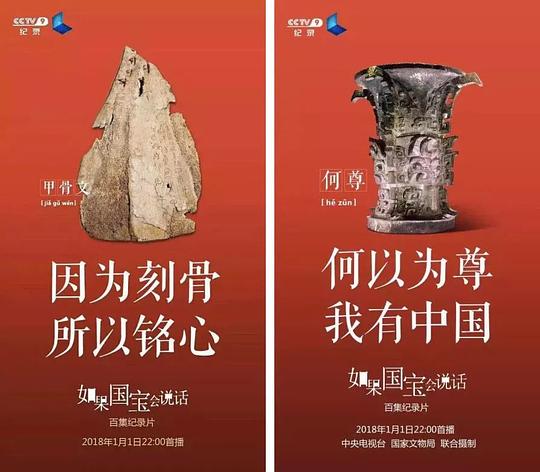 CCTV 9
纪录
甲骨文
[jiǎ gǔ wén]
因为刻骨
所以铭心
如果国宝会说话
百集纪录片
2018年1月1日22:00首播
CCTV 9
纪录
何尊
[hé zūn]
何以为尊
我有中国
如果国宝会说话
百集纪录片
2018年1月1日22:00首播
中央电视台 国家文物局 联合摄制